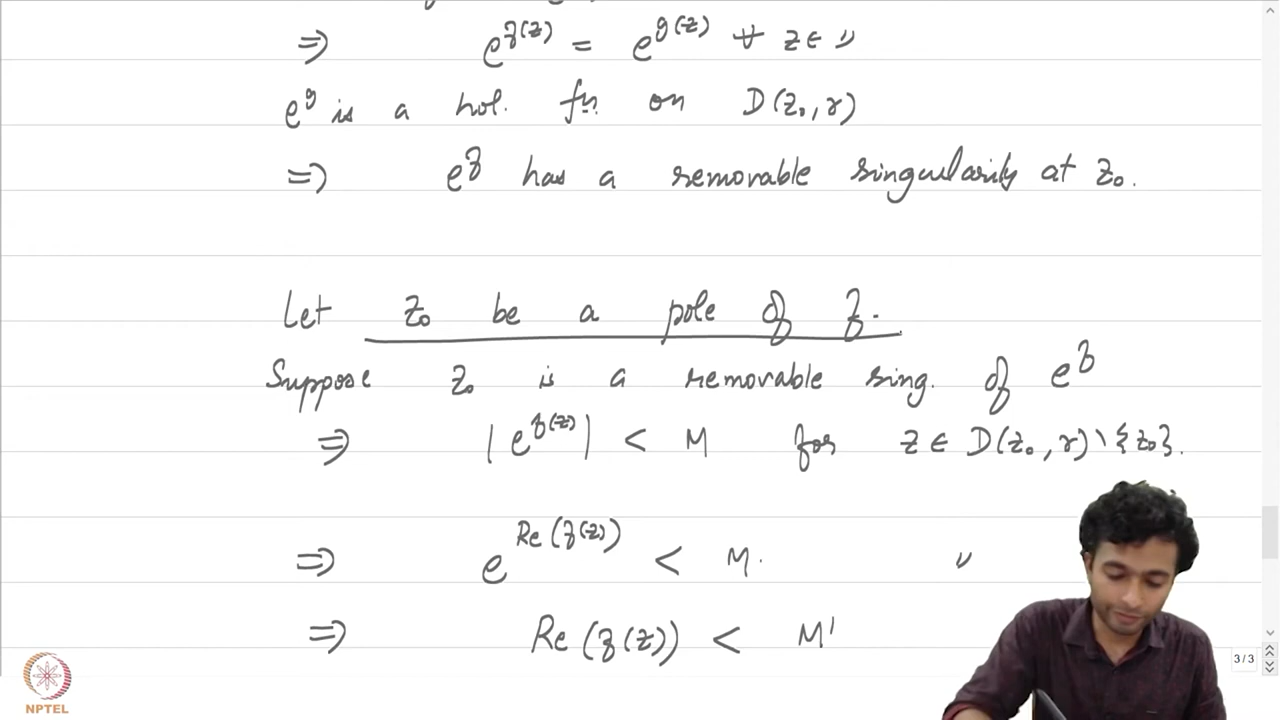 ⇒ e^{f(z)} = e^{g(z)} ∀ z ∈ 〃
e^g is a hol. fn. on D(z₀, r)
⇒ e^f has a removable singularity at z₀.
Let z₀ be a pole of f.
Suppose z₀ is a removable sing. of e^f
⇒ |e^{f(z)}| < M for z ∈ D(z₀, r) \ {z₀}.
⇒ e^{Re(f(z))} < M. 〃
⇒ Re(f(z)) < M'
3 / 3
NPTEL